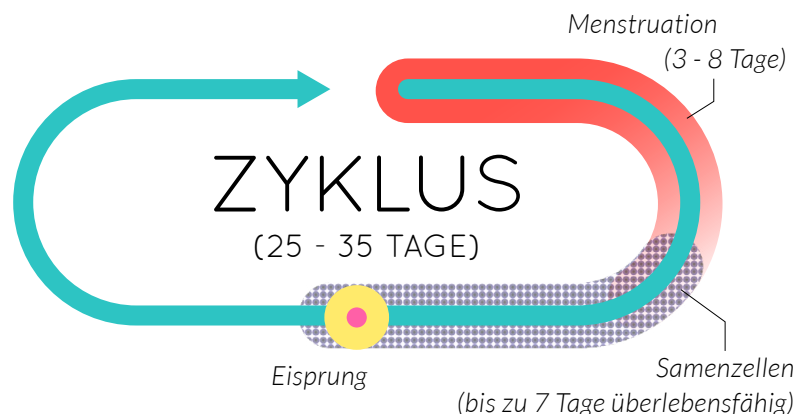 Menstruation
(3 - 8 Tage)
ZYKLUS
(25 - 35 TAGE)
Eisprung
Samenzellen
(bis zu 7 Tage überlebensfähig)